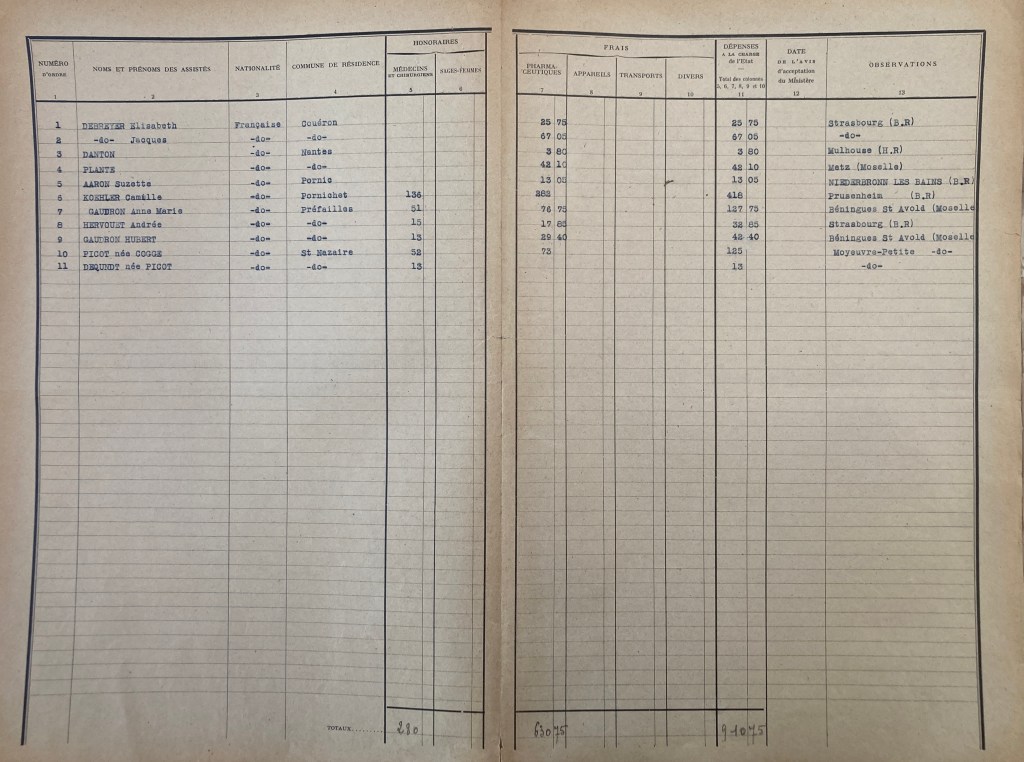 HONORAIRES FRAIS
NUMÉRO D'ORDRE NOMS ET PRÉNOMS DES ASSISTÉS NATIONALITÉ COMMUNE DE RÉSIDENCE MÉDECINS ET CHIRURGIENS SAGES-FEMMES PHARMACEUTIQUES APPAREILS TRANSPORTS DIVERS DÉPENSES A LA CHARGE de l'Etat Total des colonnes 5, 6, 7, 8, 9 et 10 DATE DE L'AVIS d'acceptation du Ministère OBSERVATIONS
1 2 3 4 5 6 7 8 9 10 11 12 13
1 DEBREYER Elisabeth Française Couéron 25 75 25 75 Strasbourg (B.R)
2 -do- Jacques -do- -do- 67 05 67 05 -do-
3 DANTON -do- Nantes 3 80 3 80 Mulhouse (H.R)
4 PLANTE -do- -do- 42 10 42 10 Metz (Moselle)
5 AARON Suzette -do- Pornic 13 05 13 05 NIEDERBRONN LES BAINS (B.R)
6 KOEHLER Camille -do- Pornichet 136 282 418 Prusenheim (B.R)
7 GAUDRON Anne Marie -do- Préfailles 51 76 75 127 75 Béningues St Avold (Moselle
8 HERVOUET Andrée -do- -do- 15 17 85 32 85 Strasbourg (B.R)
9 GAUDRON HUBERT -do- -do- 13 29 40 42 40 Béningues St Avold (Moselle
10 PICOT née COGGE -do- St Nazaire 52 73 125 Moyeuvre-Petite -do-
11 DEQUNDT née PICOT -do- -do- 13 13 -do-
TOTAUX........ 280 630 75 910 75